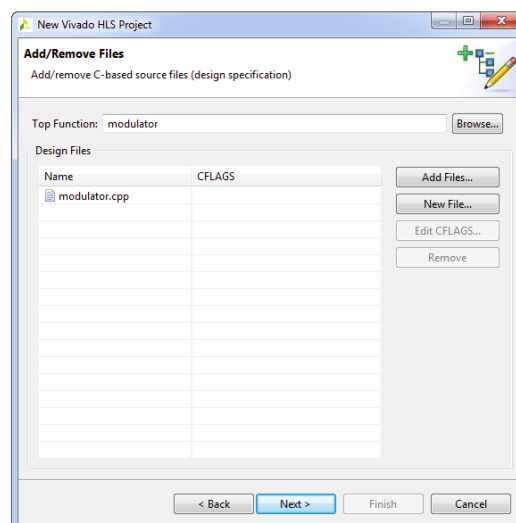 New Vivado HLS Project
Add/Remove Files
Add/remove C-based source files (design specification)
Top Function: modulator Browse...
Design Files
Name CFLAGS
modulator.cpp
Add Files...
New File...
Edit CFLAGS...
Remove
< Back Next > Finish Cancel